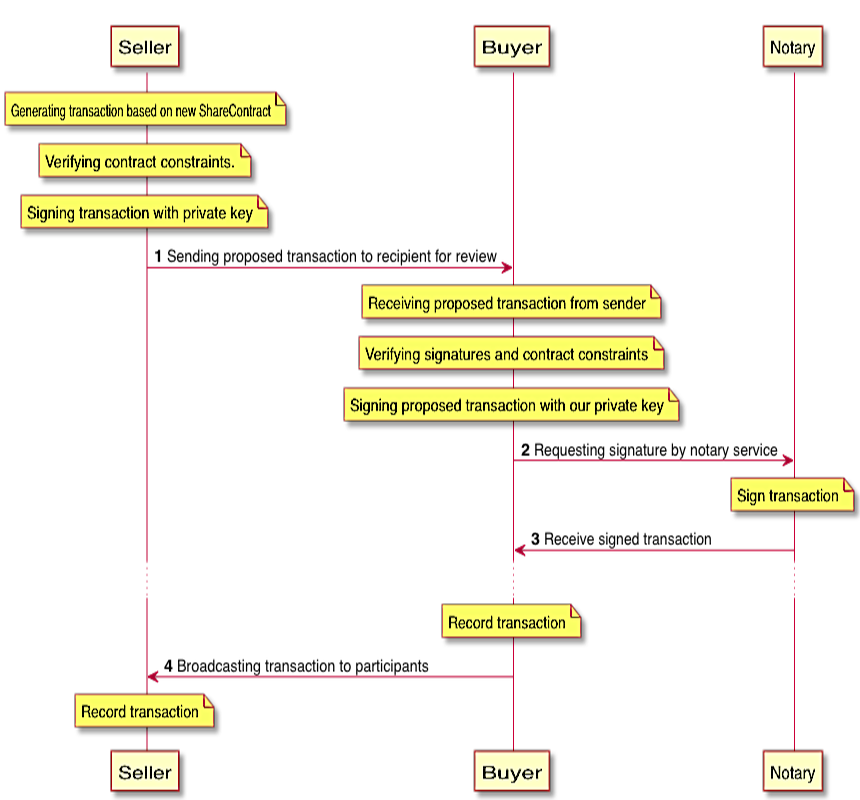 Seller
Buyer
Notary
Generating transaction based on new ShareContract
Verifying contract constraints.
Signing transaction with private key
1 Sending proposed transaction to recipient for review
Receiving proposed transaction from sender
Verifying signatures and contract constraints
Signing proposed transaction with our private key
2 Requesting signature by notary service
Sign transaction
3 Receive signed transaction
Record transaction
4 Broadcasting transaction to participants
Record transaction
Seller
Buyer
Notary